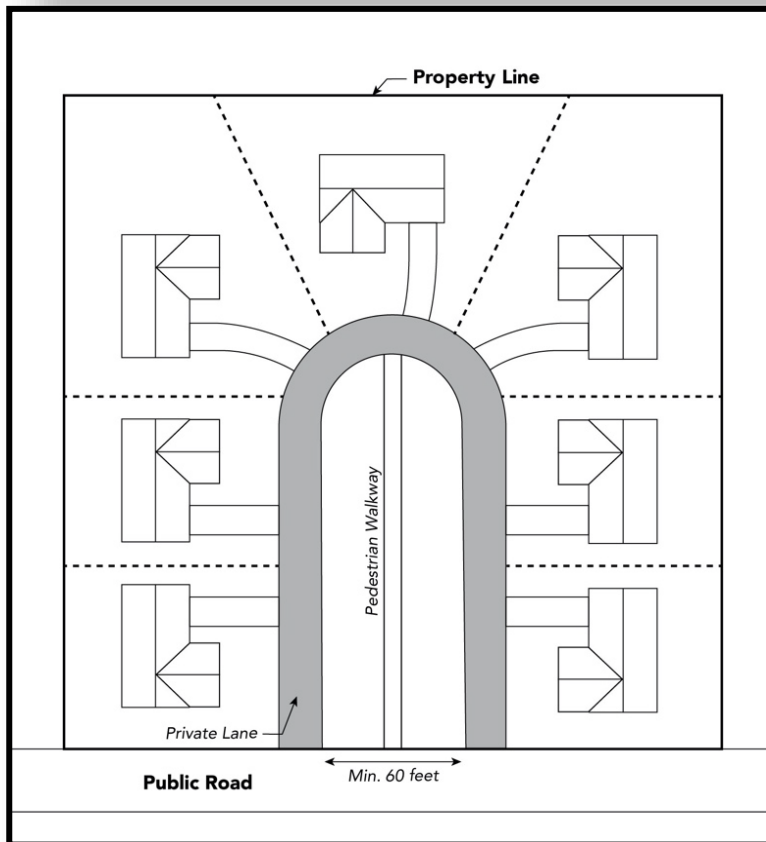 Property Line
Pedestrian Walkway
Private Lane
Min. 60 feet
Public Road